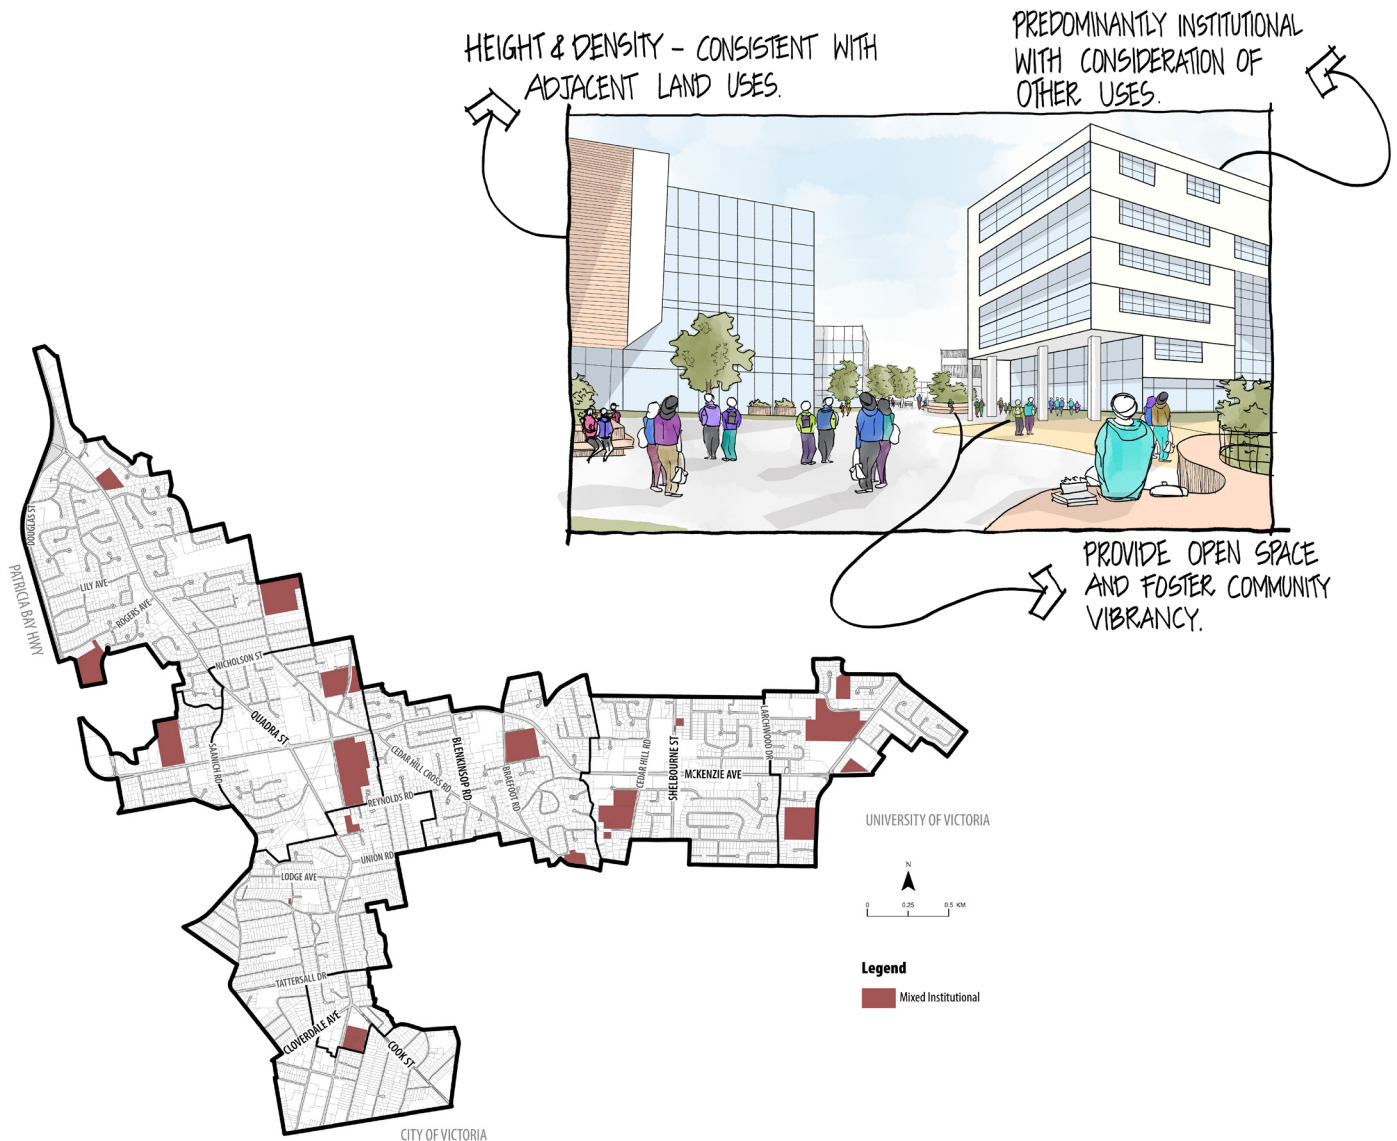 HEIGHT & DENSITY – CONSISTENT WITH
ADJACENT LAND USES.
PREDOMINANTLY INSTITUTIONAL
WITH CONSIDERATION OF
OTHER USES.
PROVIDE OPEN SPACE
AND FOSTER COMMUNITY
VIBRANCY.
DOUGLAS ST
PATRICIA BAY HWY
LILY AVE
ROGERS AVE
NICHOLSON ST
QUADRA ST
SAANICH RD
CEDAR HILL CROSS RD
BLENKINSOP RD
BRAEFOOT RD
REYNOLDS RD
CEDAR HILL RD
SHELBOURNE ST
MCKENZIE AVE
LARCHWOOD DR
UNION RD
LODGE AVE
TATTERSALL DR
CLOVERDALE AVE
COOK ST
UNIVERSITY OF VICTORIA
CITY OF VICTORIA
N
0 0.25 0.5 KM
Legend
Mixed Institutional